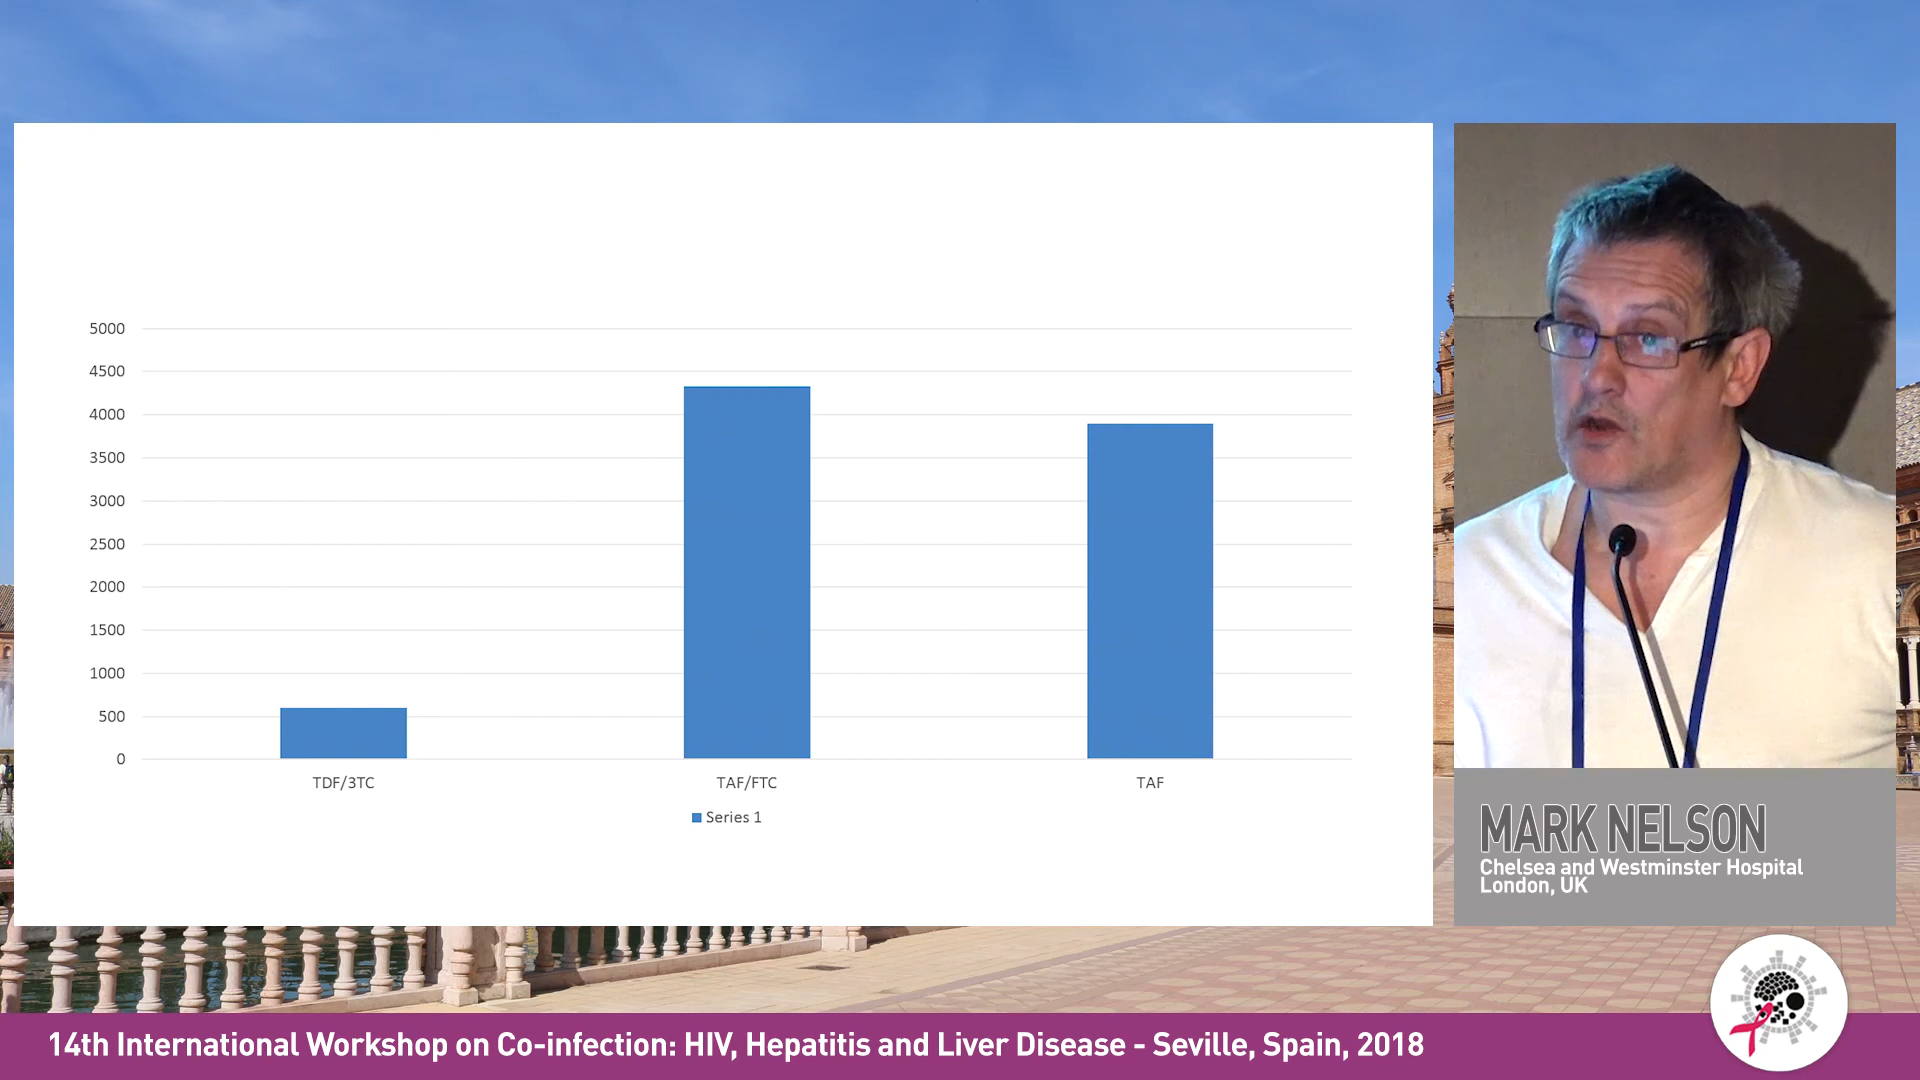 5000
4500
4000
3500
3000
2500
2000
1500
1000
500
0
TDF/3TC
TAF/FTC
TAF
Series 1
MARK NELSON
Chelsea and Westminster Hospital
London, UK
14th International Workshop on Co-infection: HIV, Hepatitis and Liver Disease - Seville, Spain, 2018